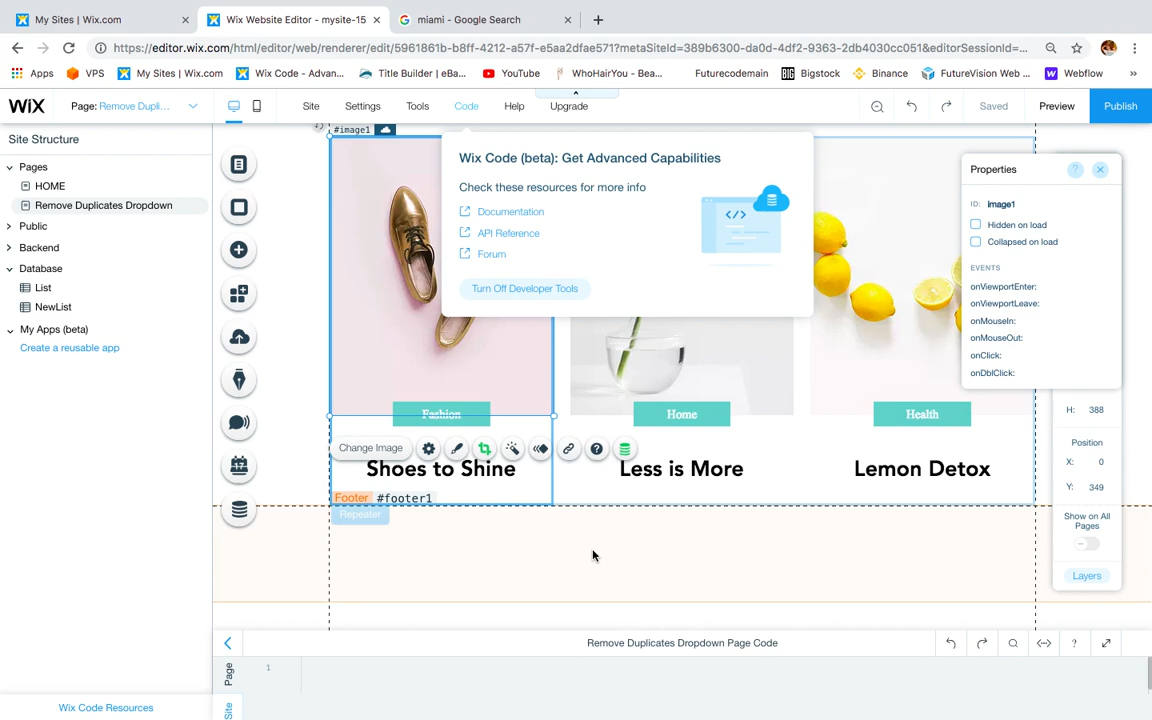 My Sites | Wix.com
Wix Website Editor - mysite-15
miami - Google Search
https://editor.wix.com/html/editor/web/renderer/edit/5961861b-b8ff-4212-a57f-e5aa2dfae571?metaSiteId=389b6300-da0d-4df2-9363-2db4030cc051&editorSessionId=...
Apps
VPS
My Sites | Wix.com
Wix Code - Advan...
Title Builder | eBa...
YouTube
WhoHairYou - Bea...
Futurecodemain
Bigstock
Binance
FutureVision Web ...
Webflow
»
WiX
Page: Remove Dupli...
Site
Settings
Tools
Code
Help
Upgrade
Saved
Preview
Publish
Site Structure
Pages
HOME
Remove Duplicates Dropdown
Public
Backend
Database
List
NewList
My Apps (beta)
Create a reusable app
Wix Code Resources
#image1
Wix Code (beta): Get Advanced Capabilities
Check these resources for more info
Documentation
API Reference
Forum
Turn Off Developer Tools
Properties
?
ID: image1
Hidden on load
Collapsed on load
EVENTS
onViewportEnter:
onViewportLeave:
onMouseIn:
onMouseOut:
onClick:
onDblClick:
H: 388
Position
X: 0
Y: 349
Show on All
Pages
Layers
Fashion
Home
Health
Change Image
Shoes to Shine
Less is More
Lemon Detox
Footer #footer1
Repeater
17
Remove Duplicates Dropdown Page Code
?
Page
Site
1